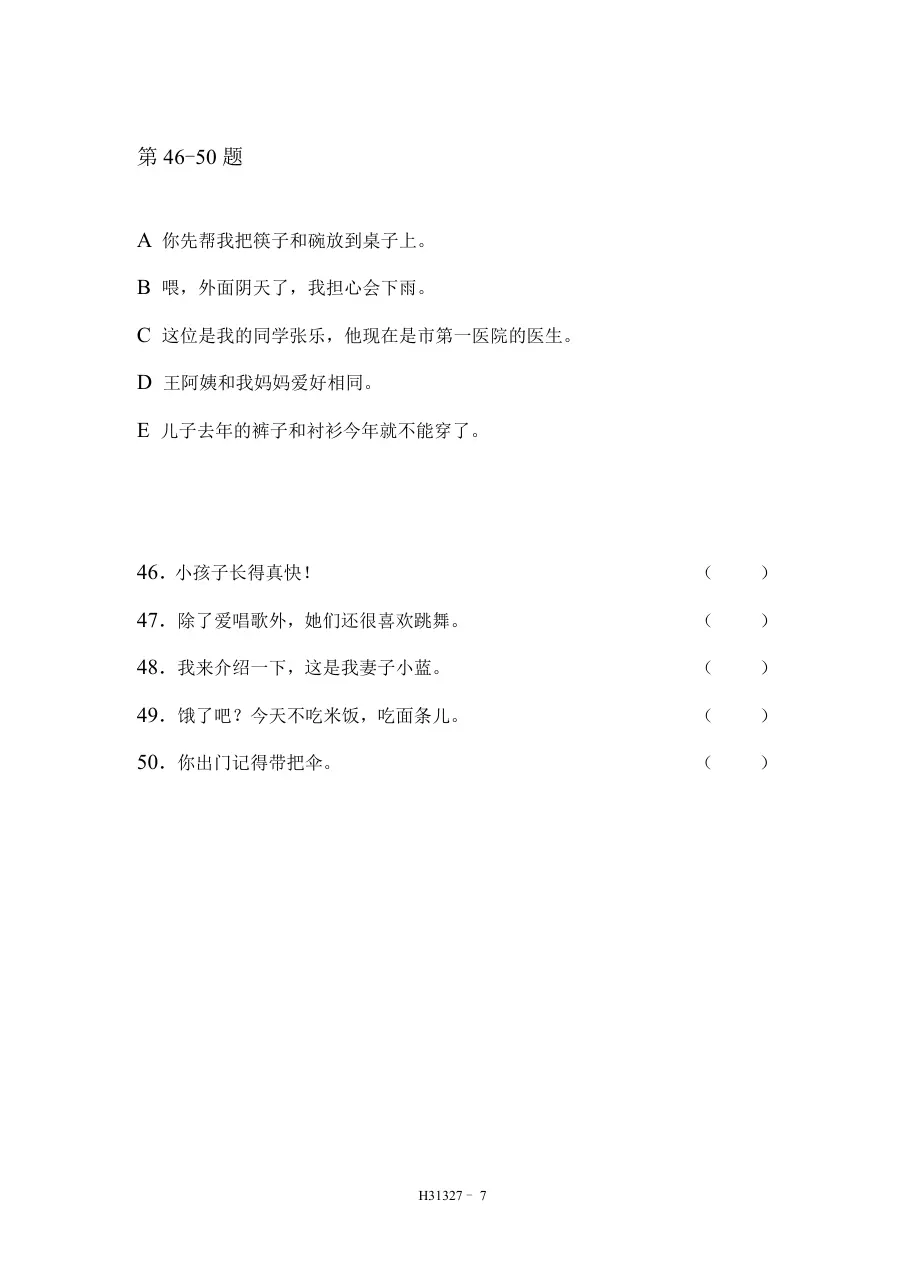 第 46-50 题
A 你先帮我把筷子和碗放到桌子上。
B 喂，外面阴天了，我担心会下雨。
C 这位是我的同学张乐，他现在是市第一医院的医生。
D 王阿姨和我妈妈爱好相同。
E 儿子去年的裤子和衬衫今年就不能穿了。
46．小孩子长得真快！ （ ）
47．除了爱唱歌外，她们还很喜欢跳舞。 （ ）
48．我来介绍一下，这是我妻子小蓝。 （ ）
49．饿了吧？今天不吃米饭，吃面条儿。 （ ）
50．你出门记得带把伞。 （ ）
H31327 - 7